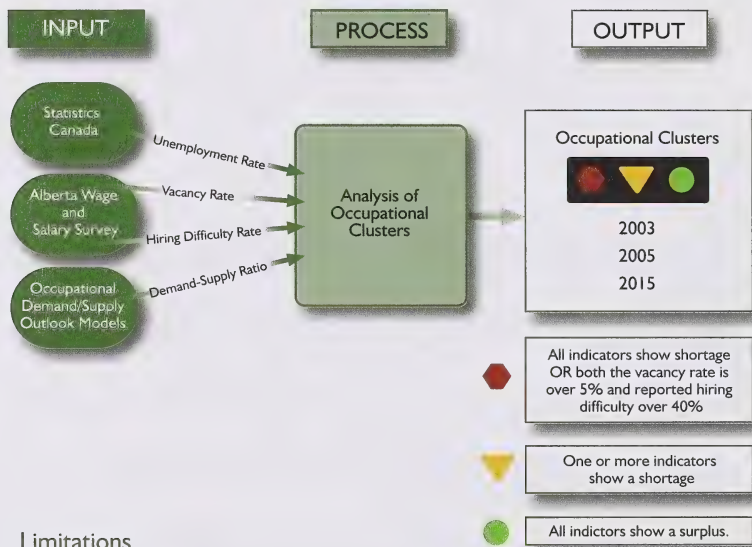 INPUT
PROCESS
OUTPUT
Statistics
Canada
Alberta Wage
and
Salary Survey
Occupational
Demand/Supply
Outlook Models
Unemployment Rate
Vacancy Rate
Hiring Difficulty Rate
Demand-Supply Ratio
Analysis of
Occupational
Clusters
Occupational Clusters
2003
2005
2015
All indicators show shortage
OR both the vacancy rate is
over 5% and reported hiring
difficulty over 40%
One or more indicators
show a shortage
All indictors show a surplus.
Limitations